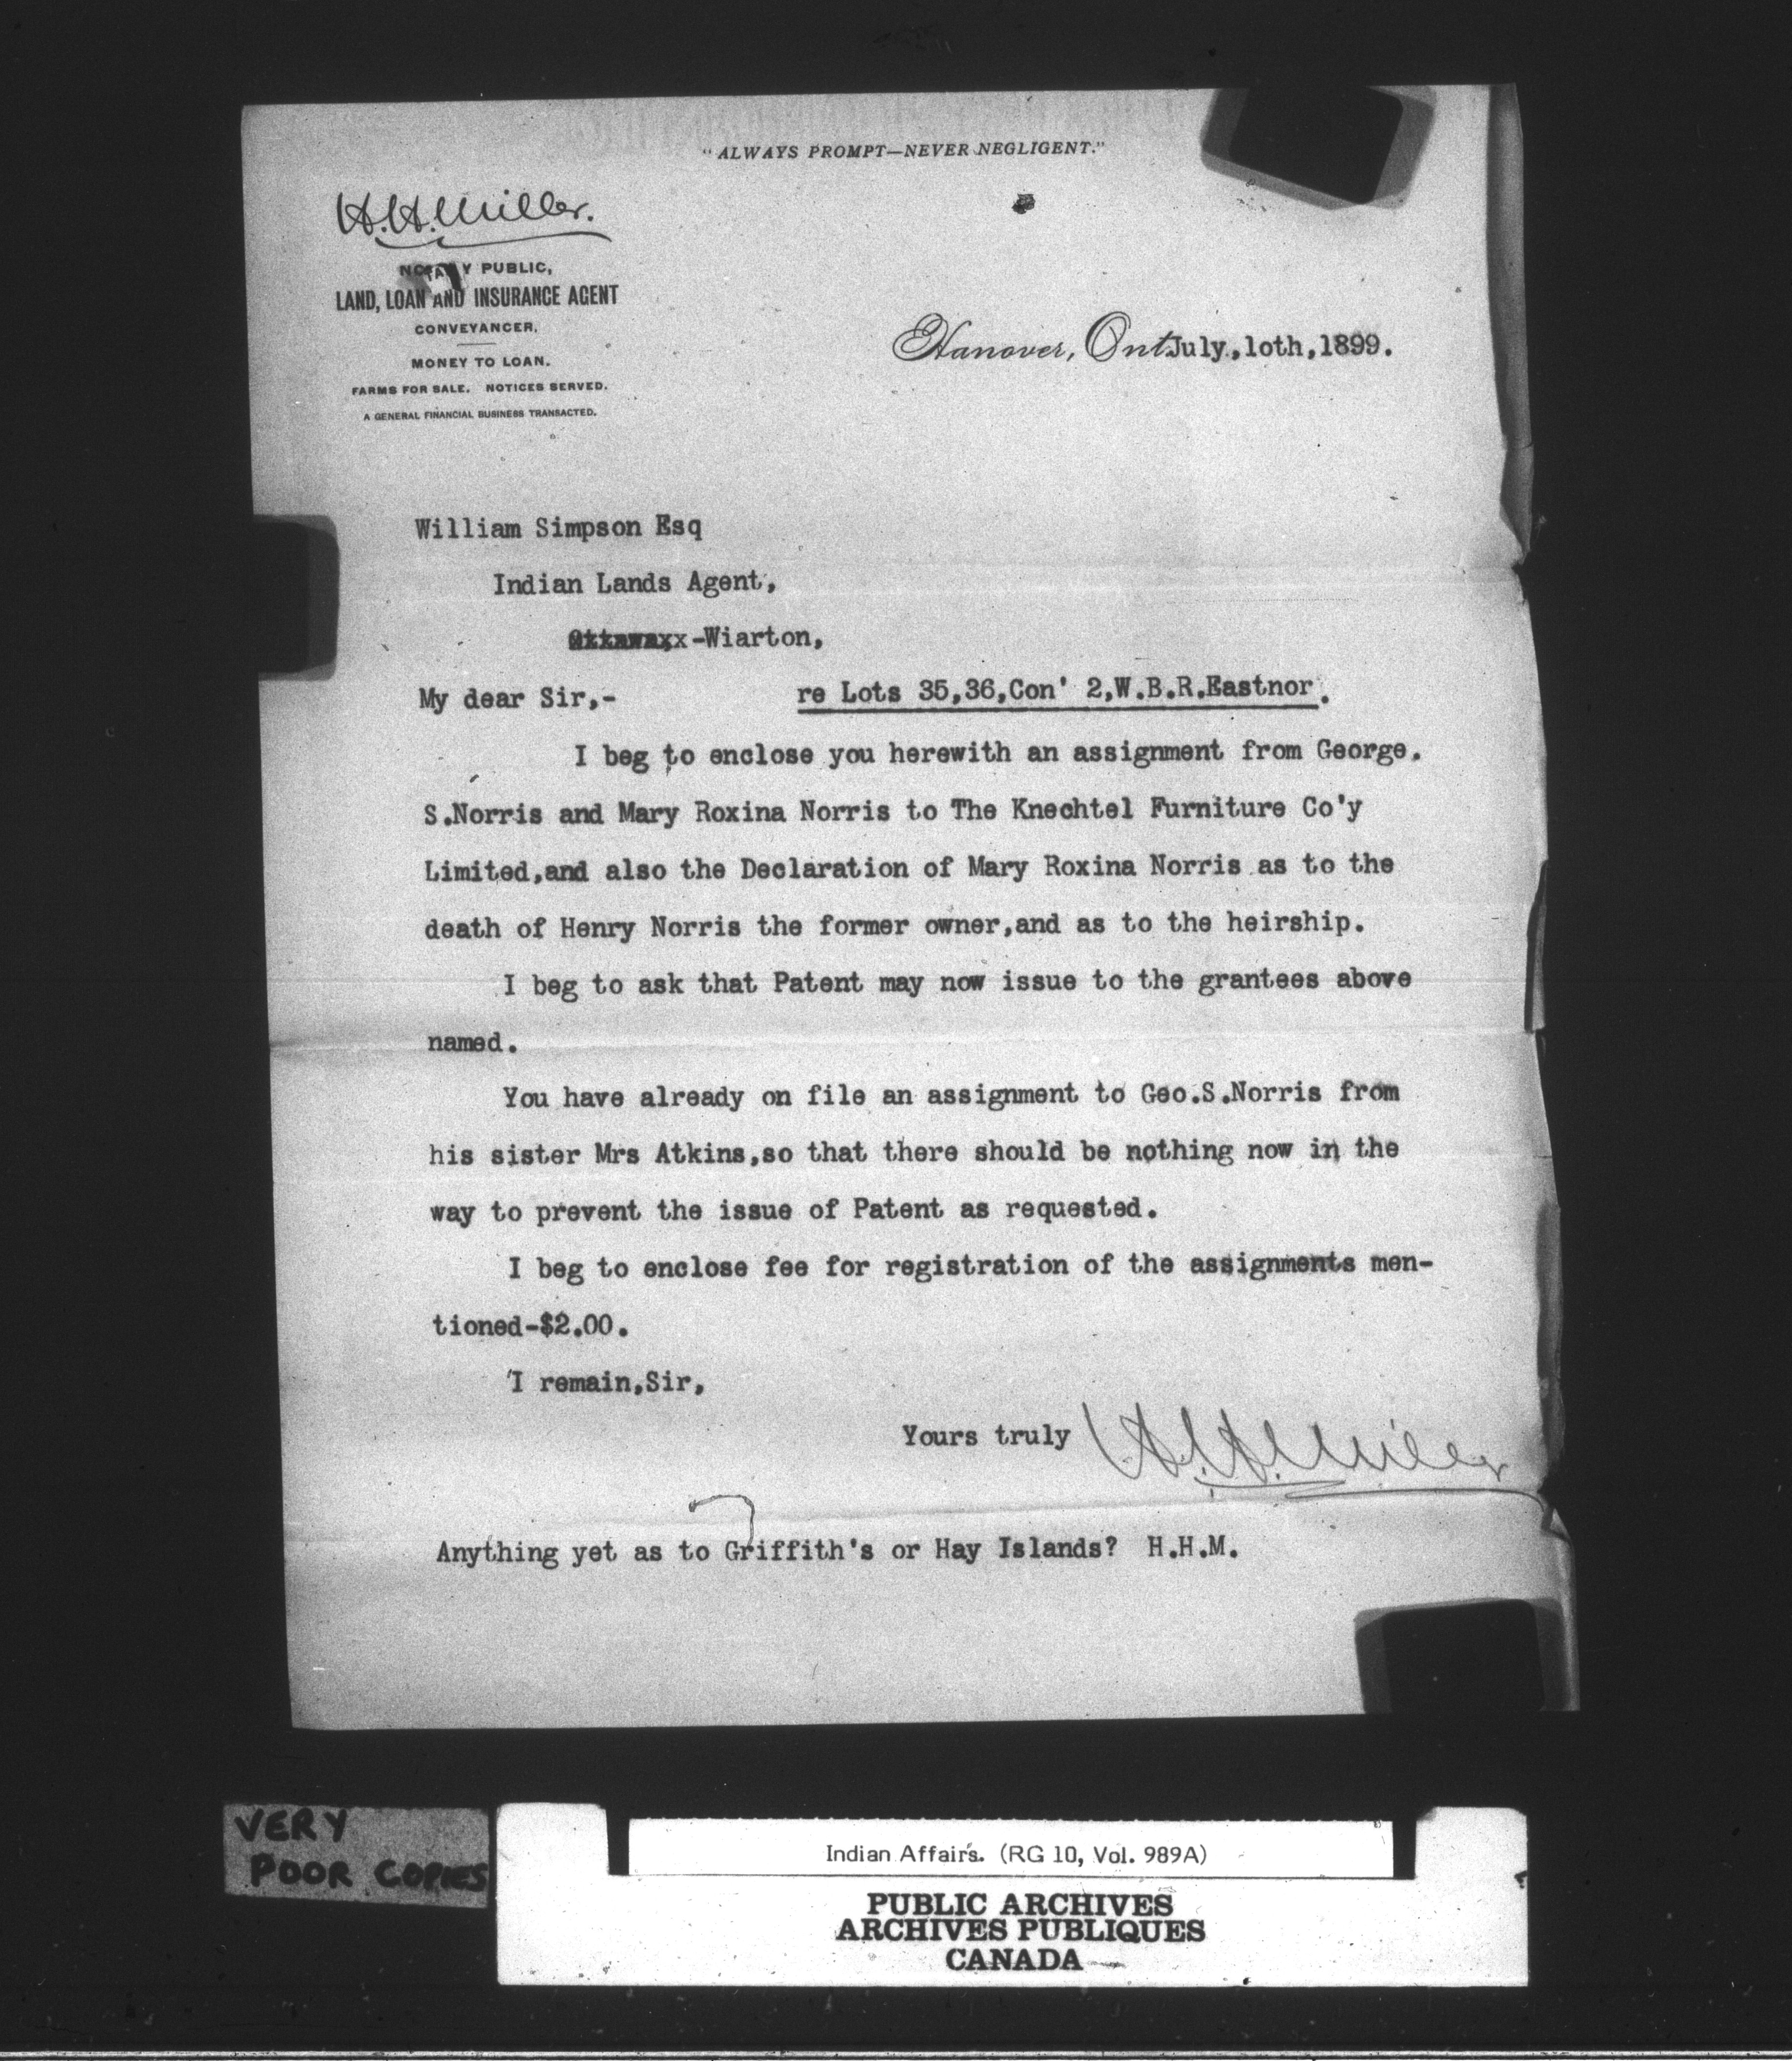 "ALWAYS PROMPT—NEVER NEGLIGENT."
H.H. Miller.
NOTARY PUBLIC,
LAND, LOAN AND INSURANCE AGENT
CONVEYANCER.
MONEY TO LOAN.
FARMS FOR SALE. NOTICES SERVED.
A GENERAL FINANCIAL BUSINESS TRANSACTED.
Hanover, Ont July,loth,1899.
William Simpson Esq
Indian Lands Agent,
Ottawaxx-Wiarton,
My dear Sir,- re Lots 35,36,Con' 2,W.B.R.Eastnor.
I beg to enclose you herewith an assignment from George.
S.Norris and Mary Roxina Norris to The Knechtel Furniture Co'y
Limited,and also the Declaration of Mary Roxina Norris as to the
death of Henry Norris the former owner,and as to the heirship.
I beg to ask that Patent may now issue to the grantees above
named.
You have already on file an assignment to Geo.S.Norris from
his sister Mrs Atkins,so that there should be nothing now in the
way to prevent the issue of Patent as requested.
I beg to enclose fee for registration of the assignments men-
tioned-$2.00.
I remain,Sir,
Yours truly H.H. Miller
Anything yet as to Griffith's or Hay Islands? H.H.M.
VERY
POOR COPIES
Indian Affairs. (RG 10, Vol. 989A)
PUBLIC ARCHIVES
ARCHIVES PUBLIQUES
CANADA